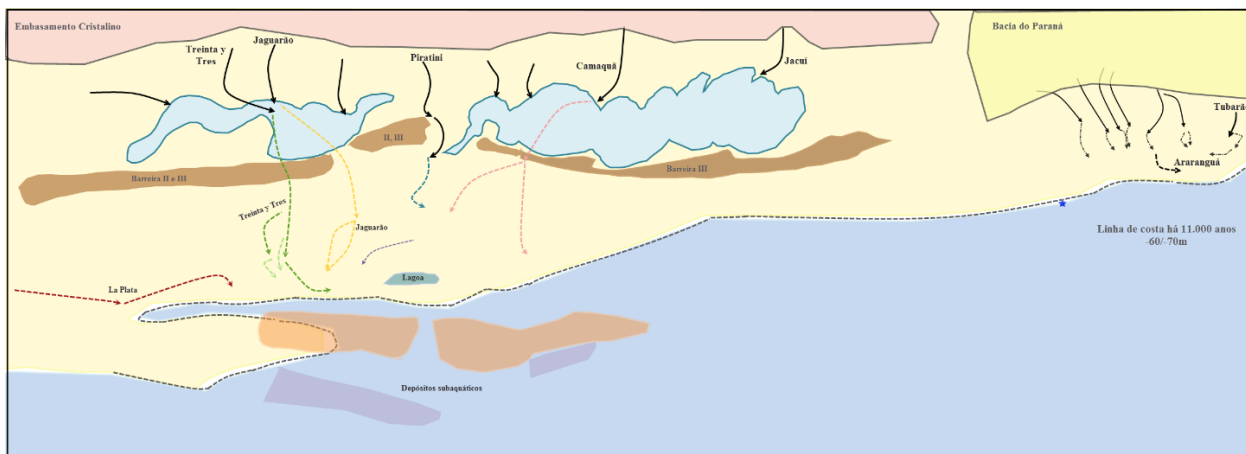 Embasamento Cristalino
Bacia do Paraná
Treinta y
Tres
Jaguarão
Piratini
Camaquã
Jacuí
Tubarão
Araranguá
II, III
Barreira II e III
Barreira III
Treinta y Tres
Jaguarão
Linha de costa há 11.000 anos
-60/-70m
Lagoa
La Plata
Depósitos subaquáticos